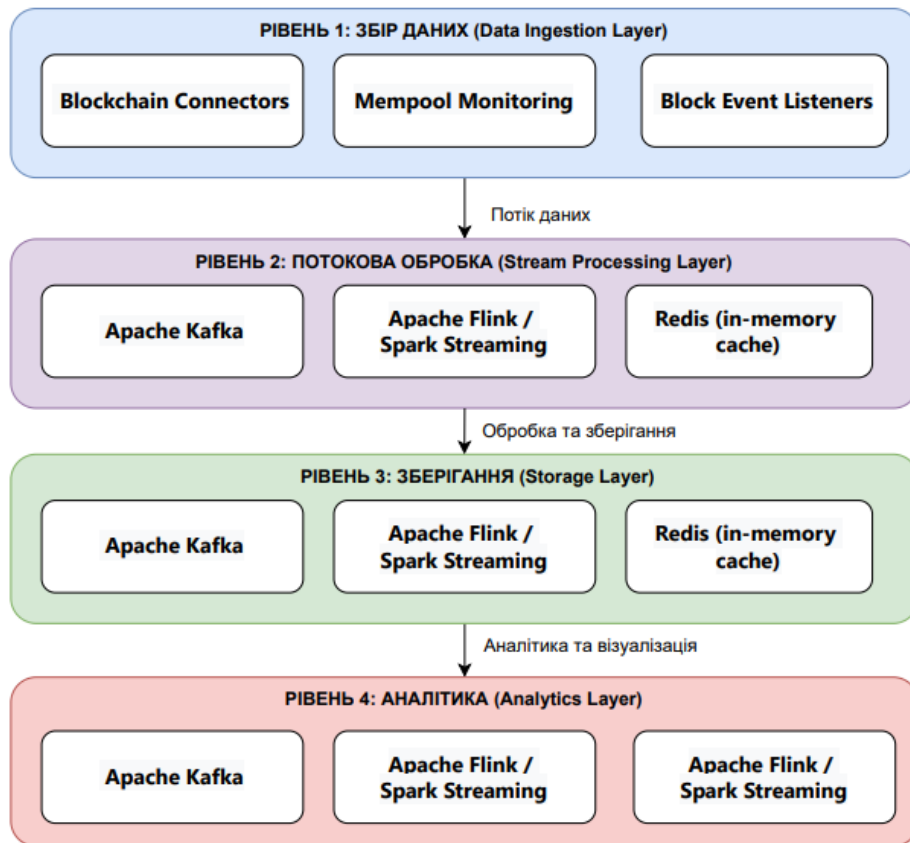 РІВЕНЬ 1: ЗБІР ДАНИХ (Data Ingestion Layer)
Blockchain Connectors
Mempool Monitoring
Block Event Listeners
Потік даних
РІВЕНЬ 2: ПОТОКОВА ОБРОБКА (Stream Processing Layer)
Apache Kafka
Apache Flink /
Spark Streaming
Redis (in-memory
cache)
Обробка та зберігання
РІВЕНЬ 3: ЗБЕРІГАННЯ (Storage Layer)
Apache Kafka
Apache Flink /
Spark Streaming
Redis (in-memory
cache)
Аналітика та візуалізація
РІВЕНЬ 4: АНАЛІТИКА (Analytics Layer)
Apache Kafka
Apache Flink /
Spark Streaming
Apache Flink /
Spark Streaming